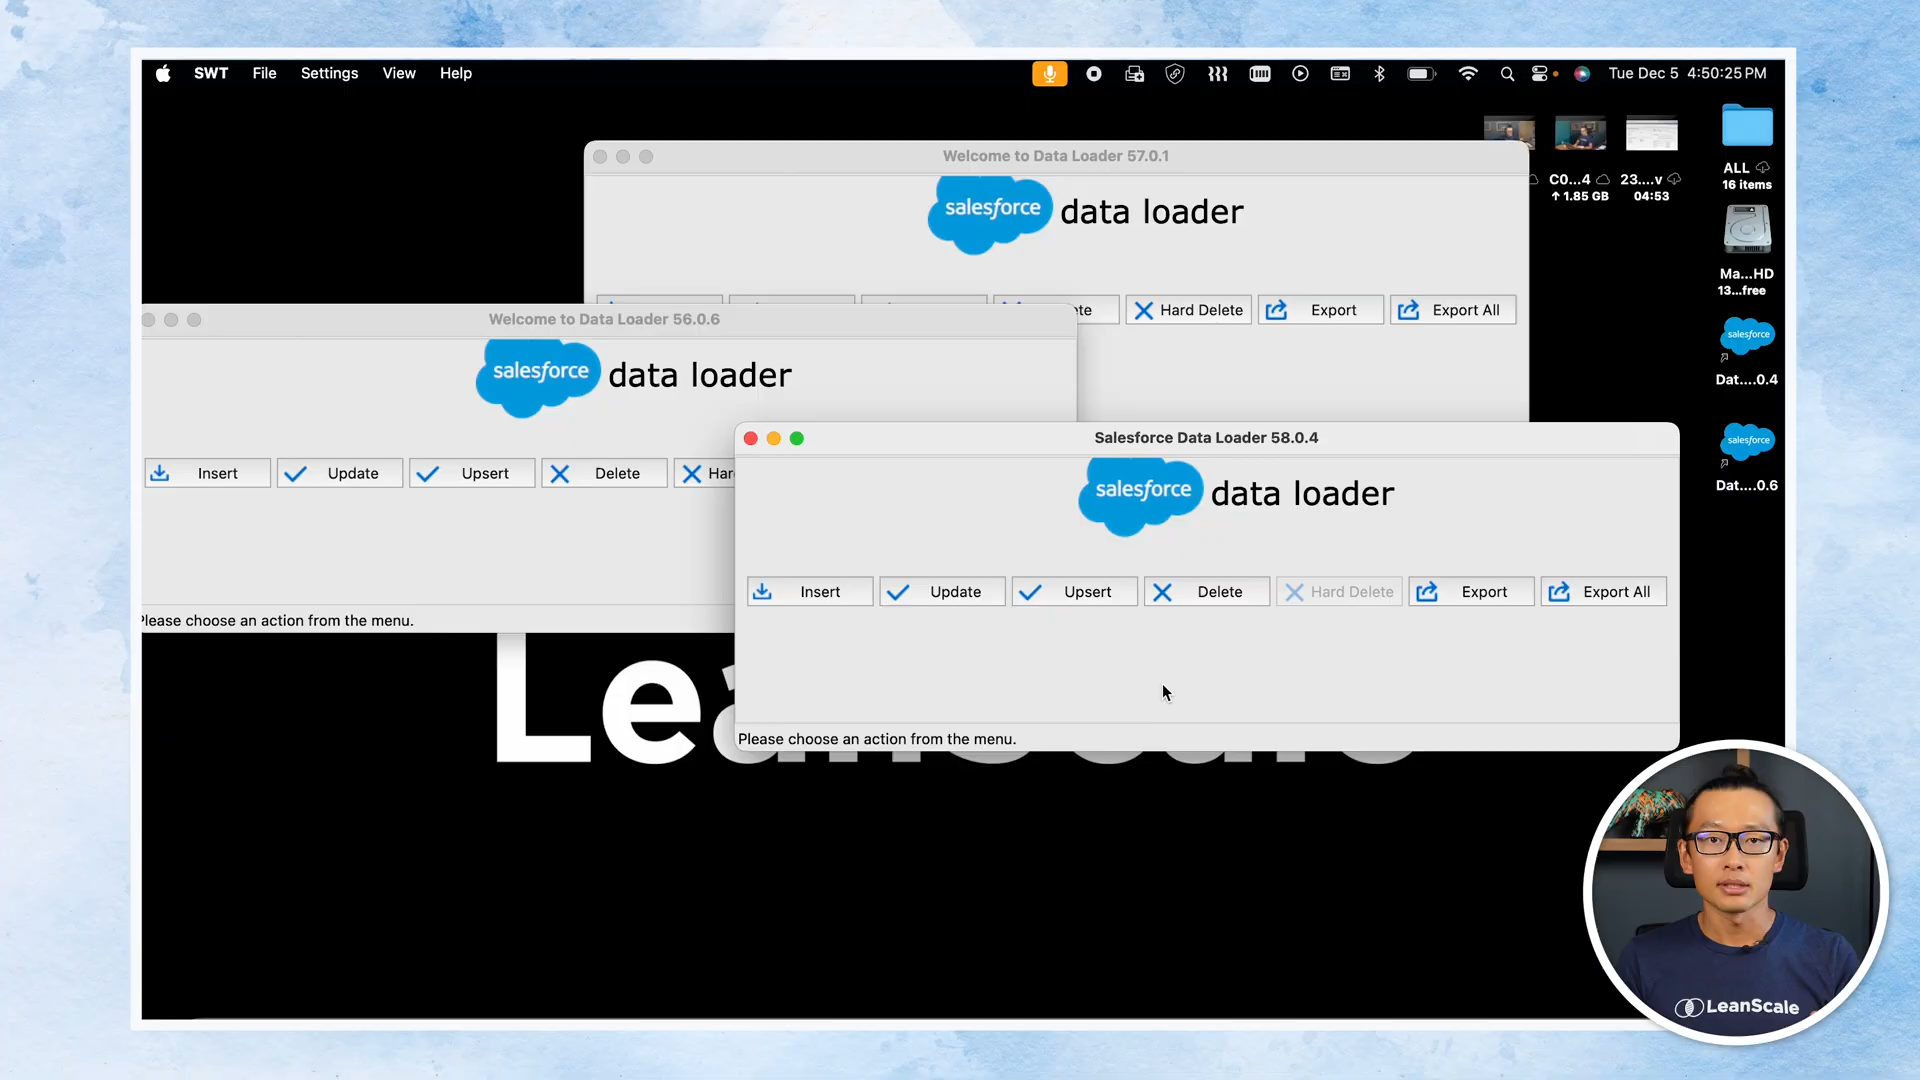 SWT File Settings View Help
Tue Dec 5 4:50:25 PM
ALL
16 items
C0...4
↑ 1.85 GB
23....v
04:53
Ma...HD
13...free
salesforce
Dat....0.4
salesforce
Dat....0.6
Welcome to Data Loader 57.0.1
salesforce data loader
Hard Delete
Export
Export All
Welcome to Data Loader 56.0.6
salesforce data loader
Insert
Update
Upsert
Delete
Please choose an action from the menu.
Salesforce Data Loader 58.0.4
salesforce data loader
Insert
Update
Upsert
Delete
Hard Delete
Export
Export All
Please choose an action from the menu.
LeanScale